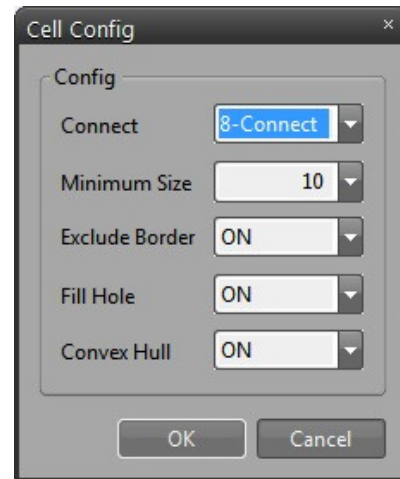 Cell Config ×
Config
Connect 8-Connect
Minimum Size 10
Exclude Border ON
Fill Hole ON
Convex Hull ON
OK Cancel